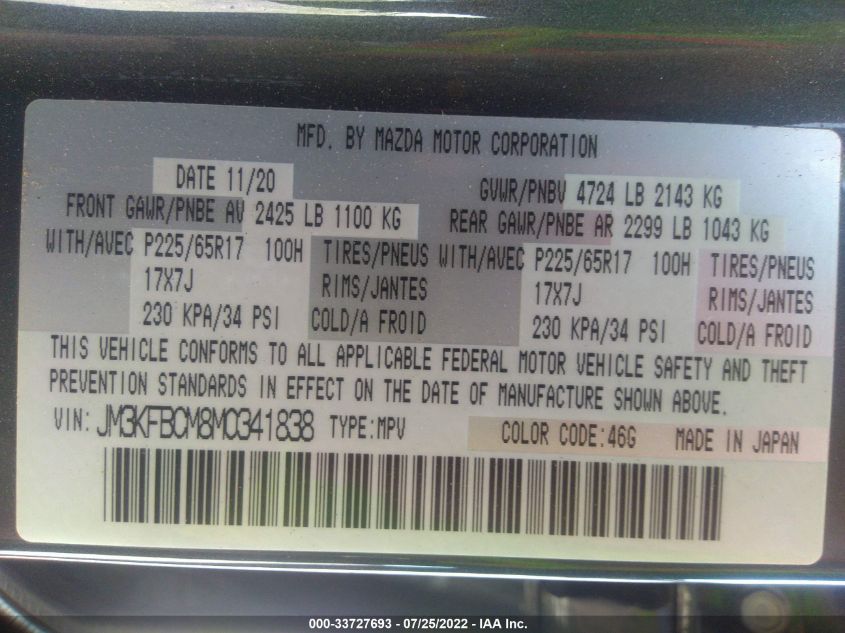 MFD. BY MAZDA MOTOR CORPORATION
DATE 11/20 GVWR/PNBV 4724 LB 2143 KG
FRONT GAWR/PNBE AV 2425 LB 1100 KG REAR GAWR/PNBE AR 2299 LB 1043 KG
WITH/AVEC P225/65R17 100H TIRES/PNEUS WITH/AVEC P225/65R17 100H TIRES/PNEUS
17X7J RIMS/JANTES 17X7J RIMS/JANTES
230 KPA/34 PSI COLD/A FROID 230 KPA/34 PSI COLD/A FROID
THIS VEHICLE CONFORMS TO ALL APPLICABLE FEDERAL MOTOR VEHICLE SAFETY AND THEFT
PREVENTION STANDARDS IN EFFECT ON THE DATE OF MANUFACTURE SHOWN ABOVE.
VIN: JM3KFBCM8M0341838 TYPE:MPV COLOR CODE:46G MADE IN JAPAN
000-33727693 - 07/25/2022 - IAA Inc.